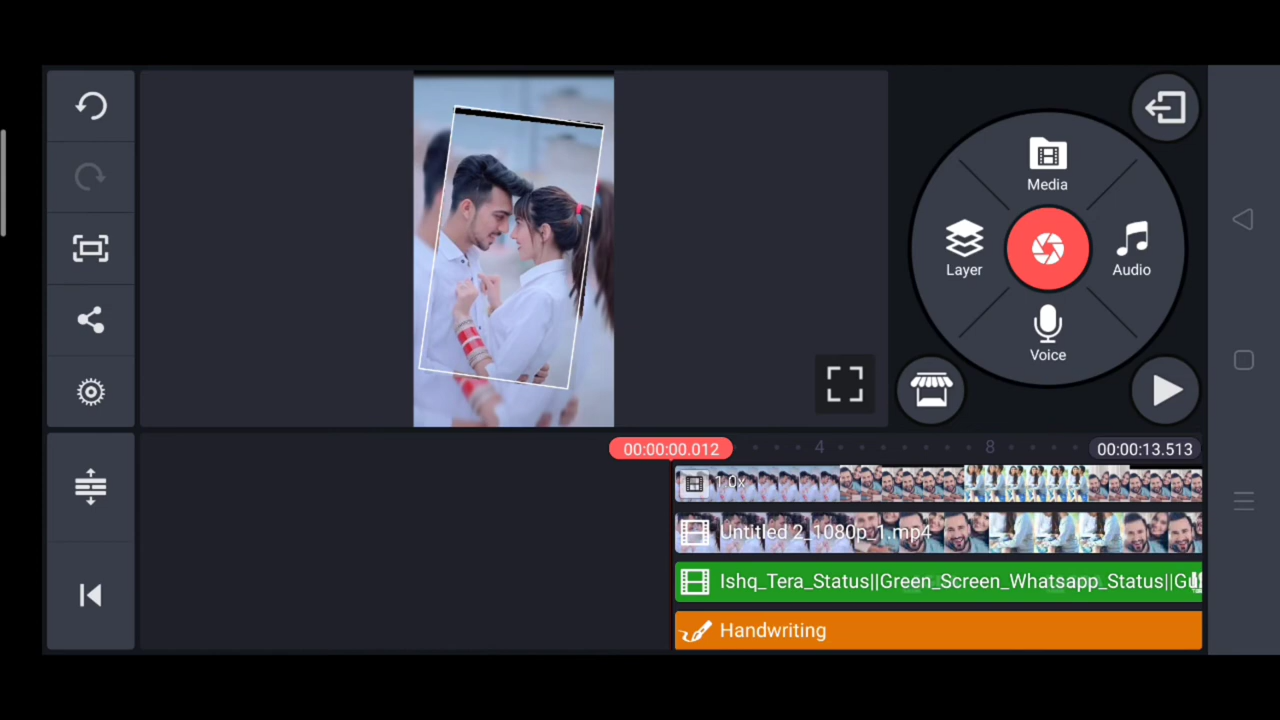 Media
Layer
Audio
Voice
00:00:00.012
4
8
00:00:13.513
1.0x
Untitled 2_1080p_1.mp4
Ishq_Tera_Status||Green_Screen_Whatsapp_Status||Gu
Handwriting